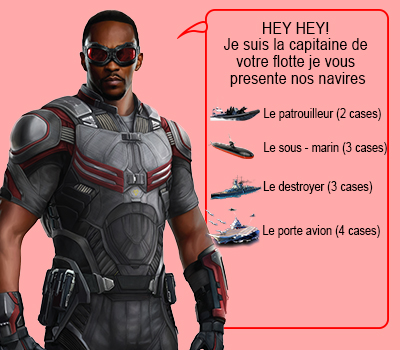 HEY HEY!
Je suis la capitaine de
votre flotte je vous
presente nos navires
Le patrouilleur (2 cases)
Le sous - marin (3 cases)
Le destroyer (3 cases)
Le porte avion (4 cases)